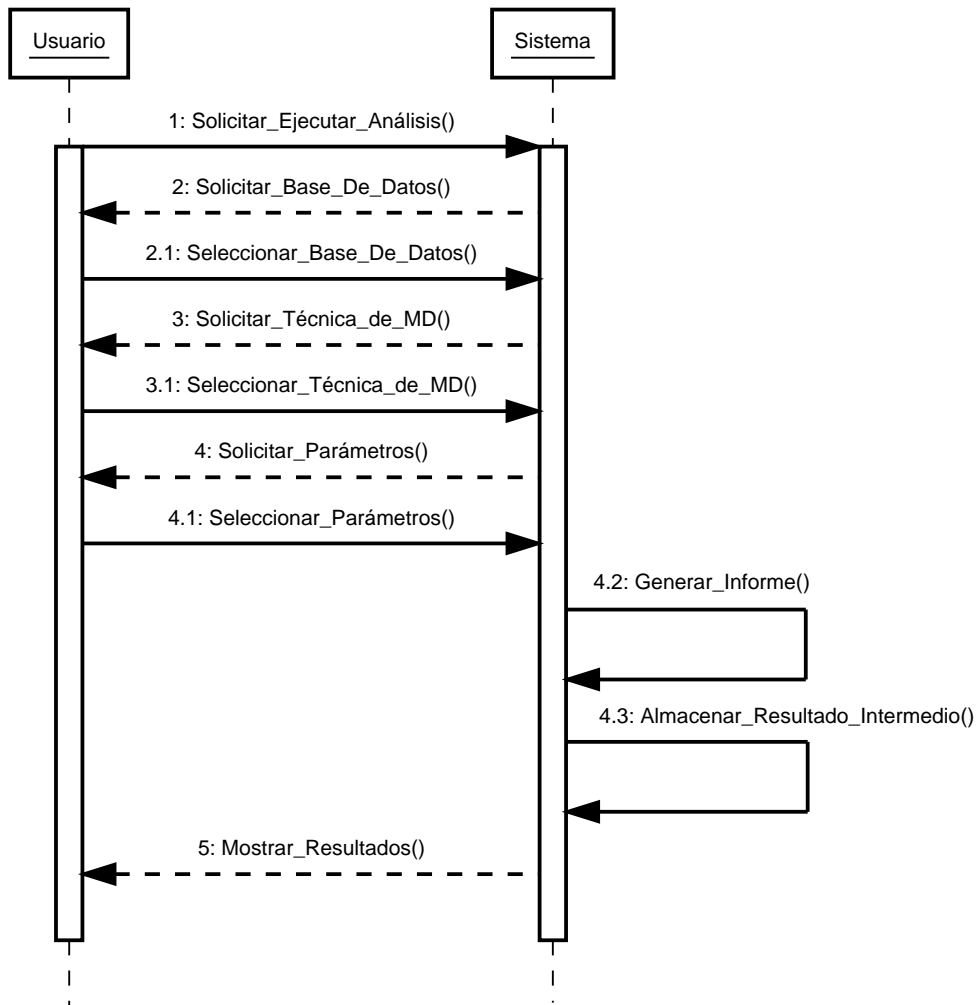 Usuario
Sistema
1: Solicitar_Ejecutar_Análisis()
2: Solicitar_Base_De_Datos()
2.1: Seleccionar_Base_De_Datos()
3: Solicitar_Técnica_de_MD()
3.1: Seleccionar_Técnica_de_MD()
4: Solicitar_Parámetros()
4.1: Seleccionar_Parámetros()
4.2: Generar_Informe()
4.3: Almacenar_Resultado_Intermedio()
5: Mostrar_Resultados()